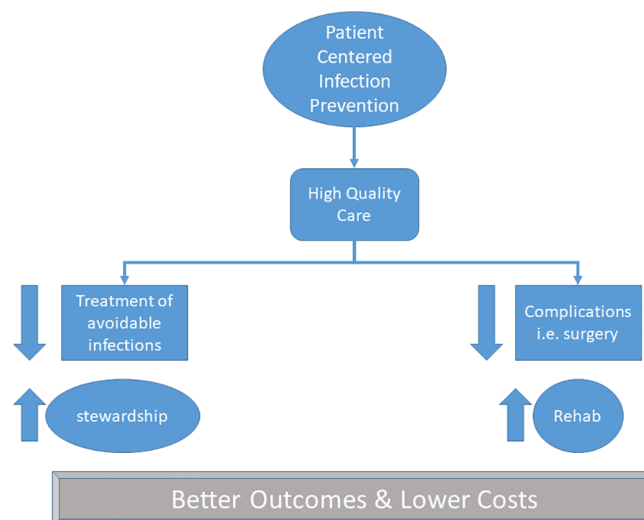 Patient
Centered
Infection
Prevention
High Quality
Care
Treatment of
avoidable
infections
Complications
i.e. surgery
stewardship
Rehab
Better Outcomes & Lower Costs